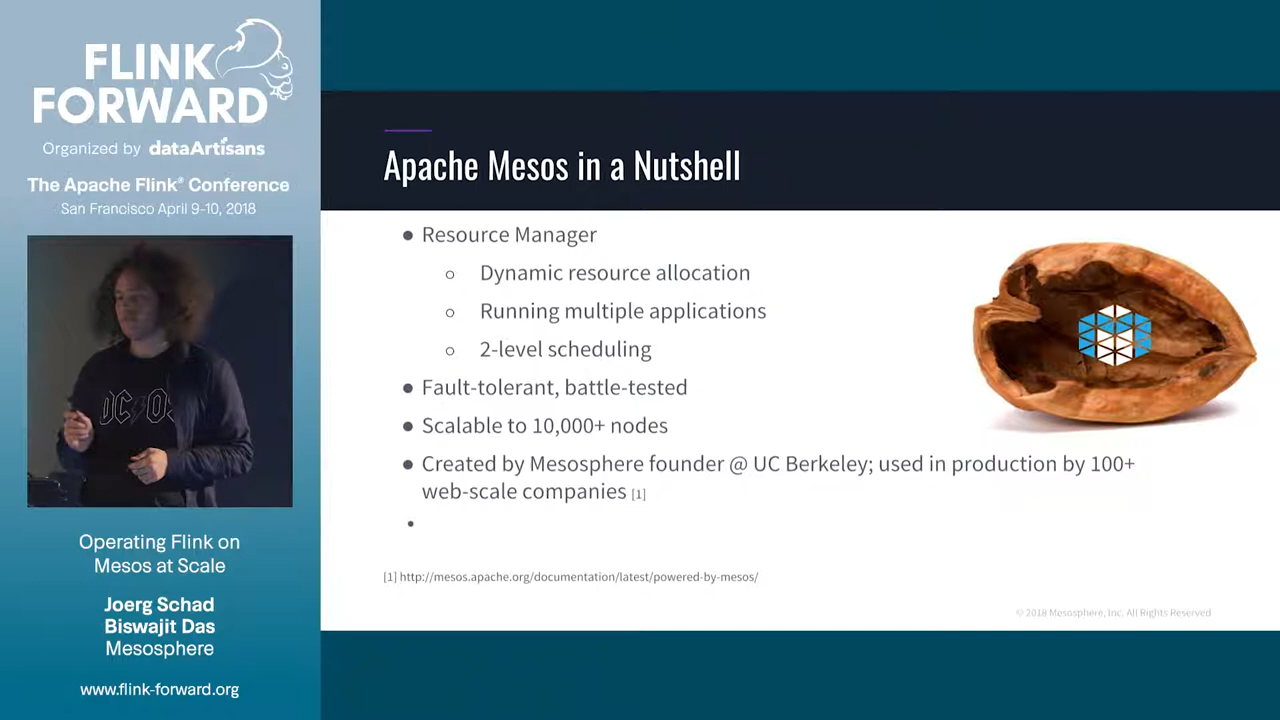 FLINK
FORWARD
Organized by dataArtisans
The Apache Flink® Conference
San Francisco April 9-10, 2018
DC/OS
Operating Flink on
Mesos at Scale
Joerg Schad
Biswajit Das
Mesosphere
www.flink-forward.org
Apache Mesos in a Nutshell
● Resource Manager
○ Dynamic resource allocation
○ Running multiple applications
○ 2-level scheduling
● Fault-tolerant, battle-tested
● Scalable to 10,000+ nodes
● Created by Mesosphere founder @ UC Berkeley; used in production by 100+
web-scale companies [1]
●
[1] http://mesos.apache.org/documentation/latest/powered-by-mesos/
© 2018 Mesosphere, Inc. All Rights Reserved